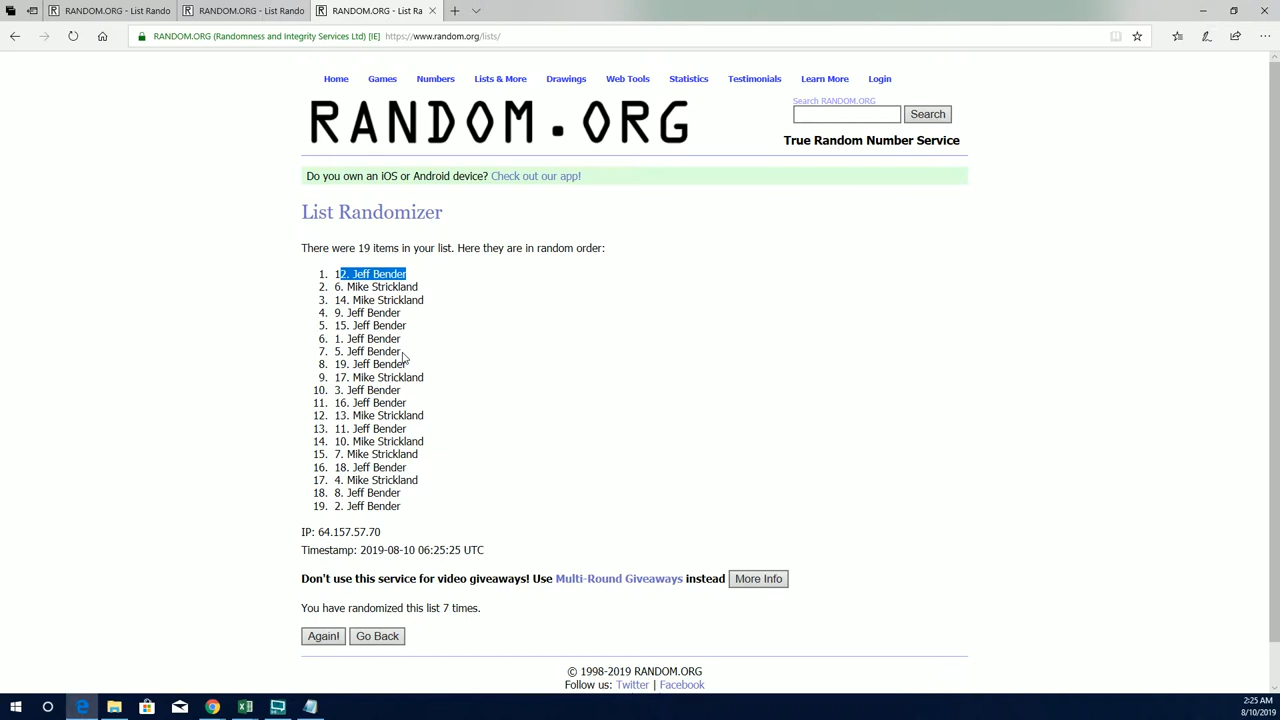 RANDOM.ORG - List Rando
RANDOM.ORG - List Rando
RANDOM.ORG - List Ra
RANDOM.ORG (Randomness and Integrity Services Ltd) [IE] https://www.random.org/lists/
Home Games Numbers Lists & More Drawings Web Tools Statistics Testimonials Learn More Login
RANDOM.ORG
Search RANDOM.ORG
Search
True Random Number Service
Do you own an iOS or Android device? Check out our app!
List Randomizer
There were 19 items in your list. Here they are in random order:
1. 12. Jeff Bender
2. 6. Mike Strickland
3. 14. Mike Strickland
4. 9. Jeff Bender
5. 15. Jeff Bender
6. 1. Jeff Bender
7. 5. Jeff Bender
8. 19. Jeff Bender
9. 17. Mike Strickland
10. 3. Jeff Bender
11. 16. Jeff Bender
12. 13. Mike Strickland
13. 11. Jeff Bender
14. 10. Mike Strickland
15. 7. Mike Strickland
16. 18. Jeff Bender
17. 4. Mike Strickland
18. 8. Jeff Bender
19. 2. Jeff Bender
IP: 64.157.57.70
Timestamp: 2019-08-10 06:25:25 UTC
Don't use this service for video giveaways! Use Multi-Round Giveaways instead More Info
You have randomized this list 7 times.
Again! Go Back
© 1998-2019 RANDOM.ORG
Follow us: Twitter | Facebook
2:25 AM
8/10/2019